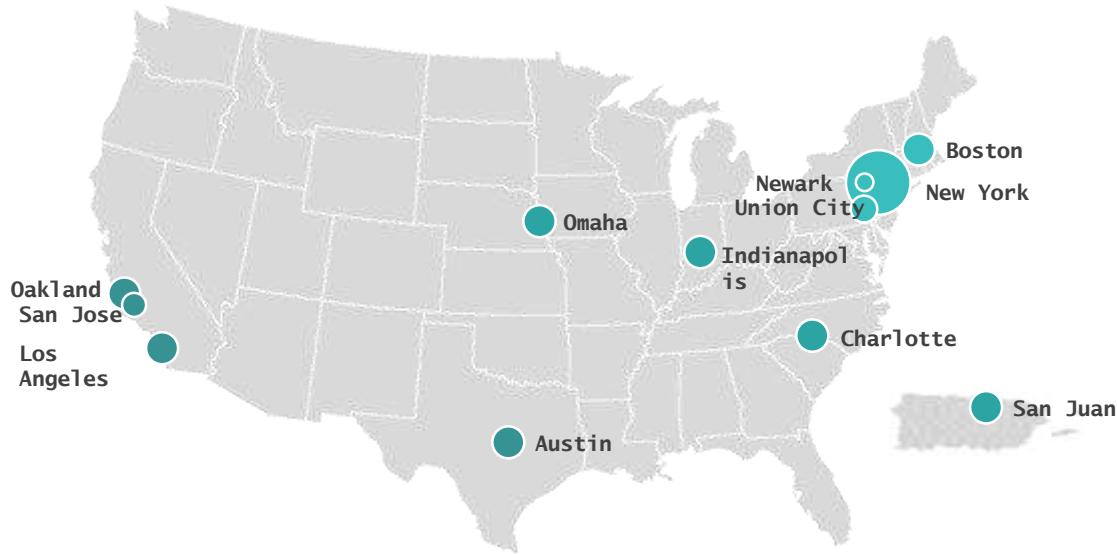 Boston
Newark
New York
Union City
Omaha
Indianapol
is
Oakland
San Jose
Los
Angeles
Charlotte
San Juan
Austin